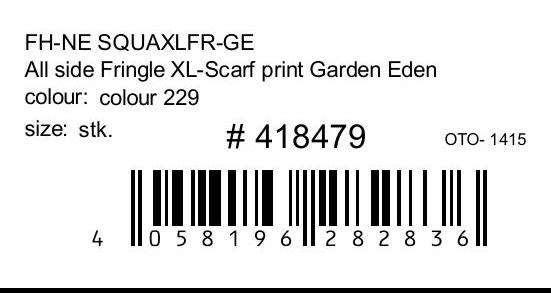 FH-NE SQUAXLFR-GE
All side Fringle XL-Scarf print Garden Eden
colour: colour 229
size: stk. # 418479 OTO- 1415
4 058196 282836